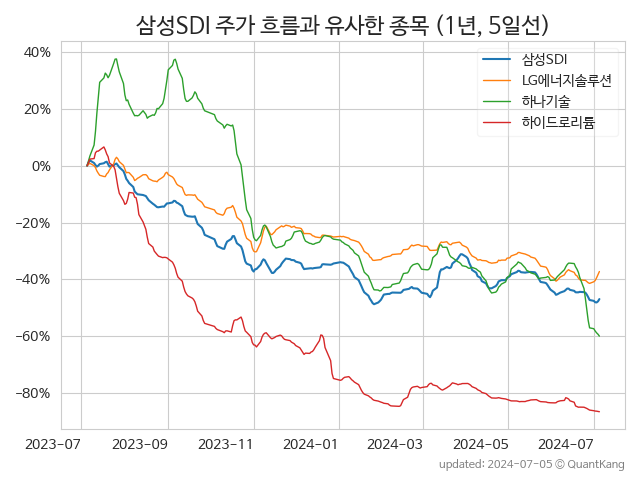 삼성SDI 주가 흐름과 유사한 종목 (1년, 5일선)
삼성SDI
LG에너지솔루션
하나기술
하이드로리튬
40%
20%
0%
−20%
−40%
−60%
−80%
2023-07 2023-09 2023-11 2024-01 2024-03 2024-05 2024-07
updated: 2024-07-05 © QuantKang